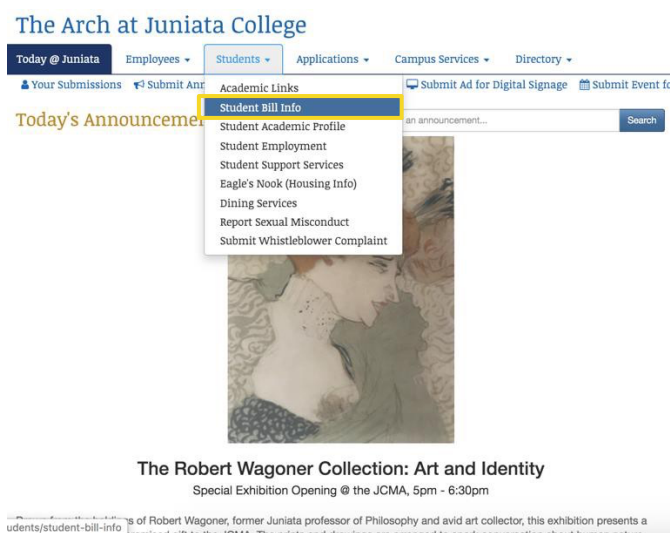 The Arch at Juniata College
Today @ Juniata Employees Students Applications Campus Services Directory
Your Submissions Submit Ann Submit Ad for Digital Signage Submit Event fo
Academic Links
Student Bill Info
Student Academic Profile
Student Employment
Student Support Services
Eagle's Nook (Housing Info)
Dining Services
Report Sexual Misconduct
Submit Whistleblower Complaint
Today's Announcemen an announcement... Search
The Robert Wagoner Collection: Art and Identity
Special Exhibition Opening @ the JCMA, 5pm - 6:30pm
of Robert Wagoner, former Juniata professor of Philosophy and avid art collector, this exhibition presents a
udents/student-bill-info